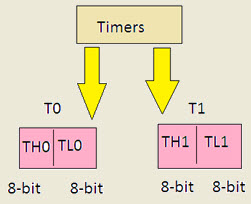 Timers
T0 T1
TH0 TL0 TH1 TL1
8-bit 8-bit 8-bit 8-bit